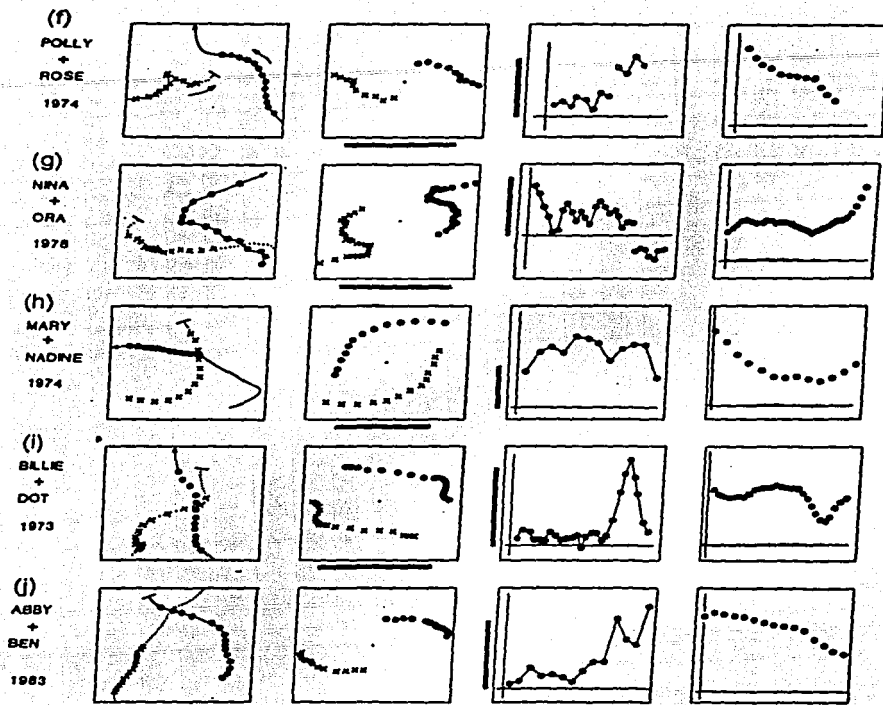 (f)
POLLY
+
ROSE
1974
(g)
NINA
+
ORA
1978
(h)
MARY
+
NADINE
1974
(i)
BILLIE
+
DOT
1973
(j)
ABBY
+
BEN
1983